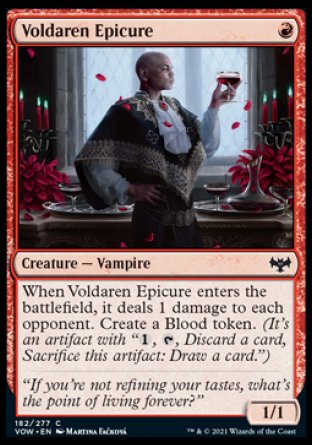 Voldaren Epicure
Creature — Vampire
When Voldaren Epicure enters the
battlefield, it deals 1 damage to each
opponent. Create a Blood token. (It's
an artifact with “1, , Discard a card,
Sacrifice this artifact: Draw a card.”)
“If you're not refining your tastes, what's
the point of living forever?”
1/1
182/277 C
VOW • EN Martina Fačková
™ & © 2021 Wizards of the Coast